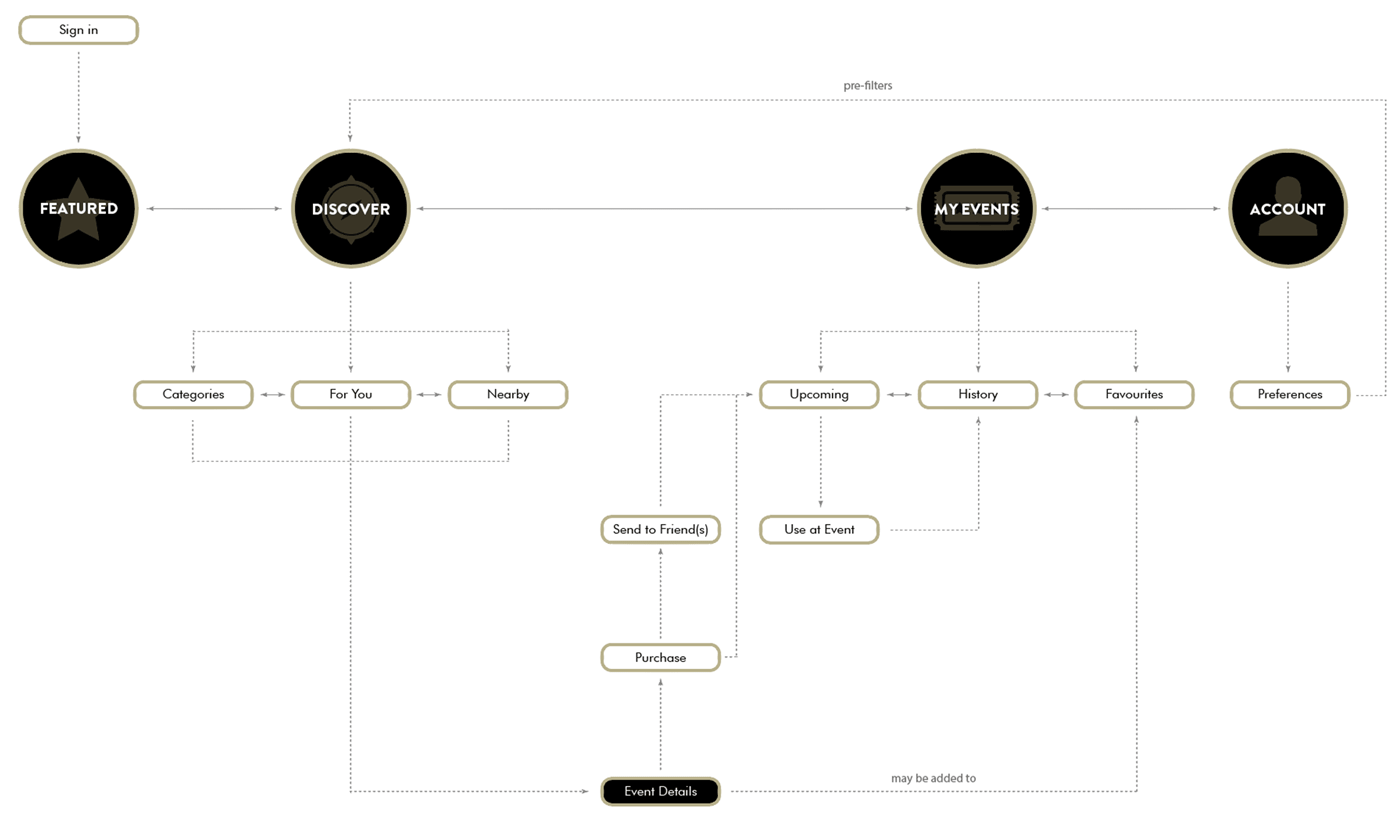 Sign in
pre-filters
FEATURED
DISCOVER
MY EVENTS
ACCOUNT
Categories
For You
Nearby
Upcoming
History
Favourites
Preferences
Send to Friend(s)
Use at Event
Purchase
may be added to
Event Details